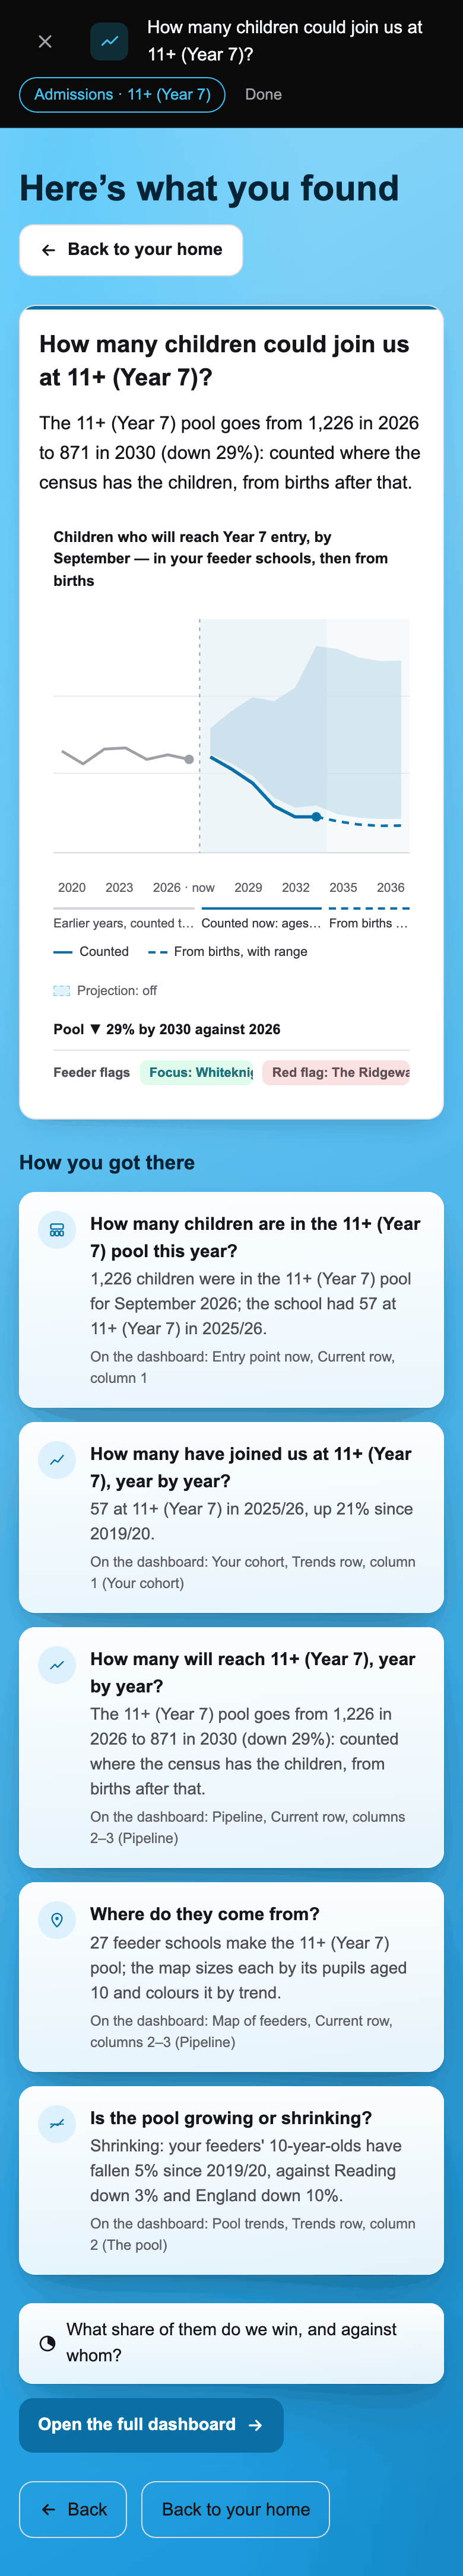 How many children could join us at
11+ (Year 7)?
Admissions · 11+ (Year 7)
Done
Here’s what you found
← Back to your home
How many children could join us
at 11+ (Year 7)?
The 11+ (Year 7) pool goes from 1,226 in 2026
to 871 in 2030 (down 29%): counted where the
census has the children, from births after that.
Children who will reach Year 7 entry, by
September — in your feeder schools, then from
births
2020 2023 2026 · now 2029 2032 2035 2036
Earlier years, counted t… Counted now: ages… From births …
Counted From births, with range
Projection: off
Pool ▼ 29% by 2030 against 2026
Feeder flags Focus: Whitekni Red flag: The Ridgewa
How you got there
How many children are in the 11+ (Year
7) pool this year?
1,226 children were in the 11+ (Year 7) pool
for September 2026; the school had 57 at
11+ (Year 7) in 2025/26.
On the dashboard: Entry point now, Current row,
column 1
How many have joined us at 11+ (Year
7), year by year?
57 at 11+ (Year 7) in 2025/26, up 21% since
2019/20.
On the dashboard: Your cohort, Trends row, column
1 (Your cohort)
How many will reach 11+ (Year 7), year
by year?
The 11+ (Year 7) pool goes from 1,226 in
2026 to 871 in 2030 (down 29%): counted
where the census has the children, from
births after that.
On the dashboard: Pipeline, Current row, columns
2–3 (Pipeline)
Where do they come from?
27 feeder schools make the 11+ (Year 7)
pool; the map sizes each by its pupils aged
10 and colours it by trend.
On the dashboard: Map of feeders, Current row,
columns 2–3 (Pipeline)
Is the pool growing or shrinking?
Shrinking: your feeders' 10-year-olds have
fallen 5% since 2019/20, against Reading
down 3% and England down 10%.
On the dashboard: Pool trends, Trends row, column
2 (The pool)
What share of them do we win, and against
whom?
Open the full dashboard →
← Back
Back to your home